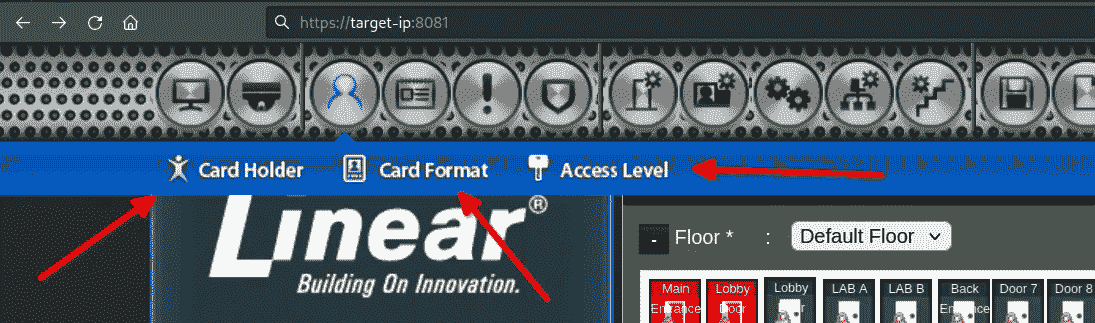 https://target-ip:8081
Card Holder Card Format Access Level
Linear®
Building On Innovation.
- Floor * : Default Floor
Main Entrance
Lobby Door
Lobby
LAB A
LAB B
Back Entrance
Door 7
Door 8